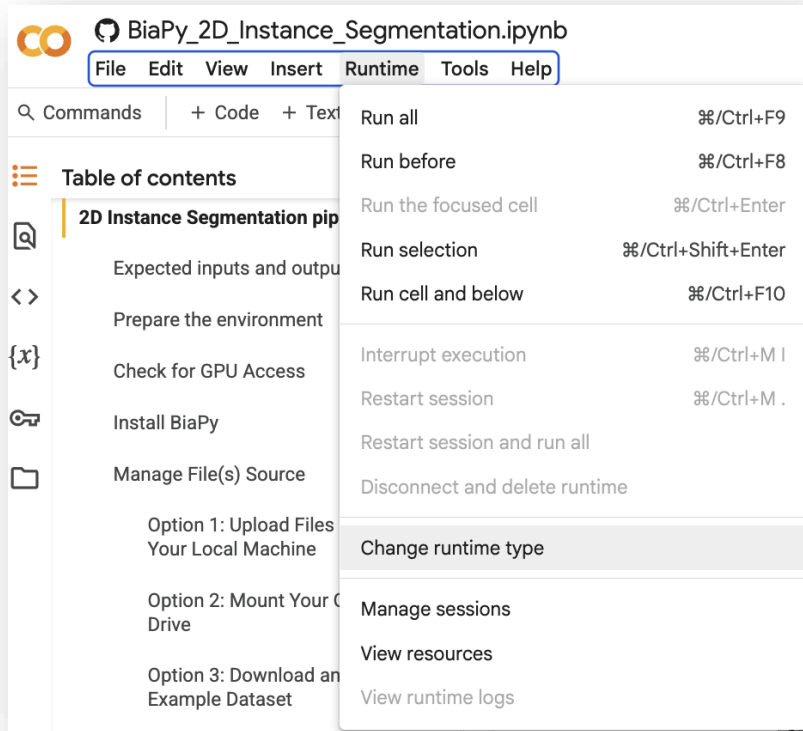 BiaPy_2D_Instance_Segmentation.ipynb
File Edit View Insert Runtime Tools Help
Commands + Code + Text
Table of contents
2D Instance Segmentation pip
Expected inputs and outpu
Prepare the environment
Check for GPU Access
Install BiaPy
Manage File(s) Source
Option 1: Upload Files
Your Local Machine
Option 2: Mount Your G
Drive
Option 3: Download an
Example Dataset
{x}
Run all ⌘/Ctrl+F9
Run before ⌘/Ctrl+F8
Run the focused cell ⌘/Ctrl+Enter
Run selection ⌘/Ctrl+Shift+Enter
Run cell and below ⌘/Ctrl+F10
Interrupt execution ⌘/Ctrl+M I
Restart session ⌘/Ctrl+M .
Restart session and run all
Disconnect and delete runtime
Change runtime type
Manage sessions
View resources
View runtime logs